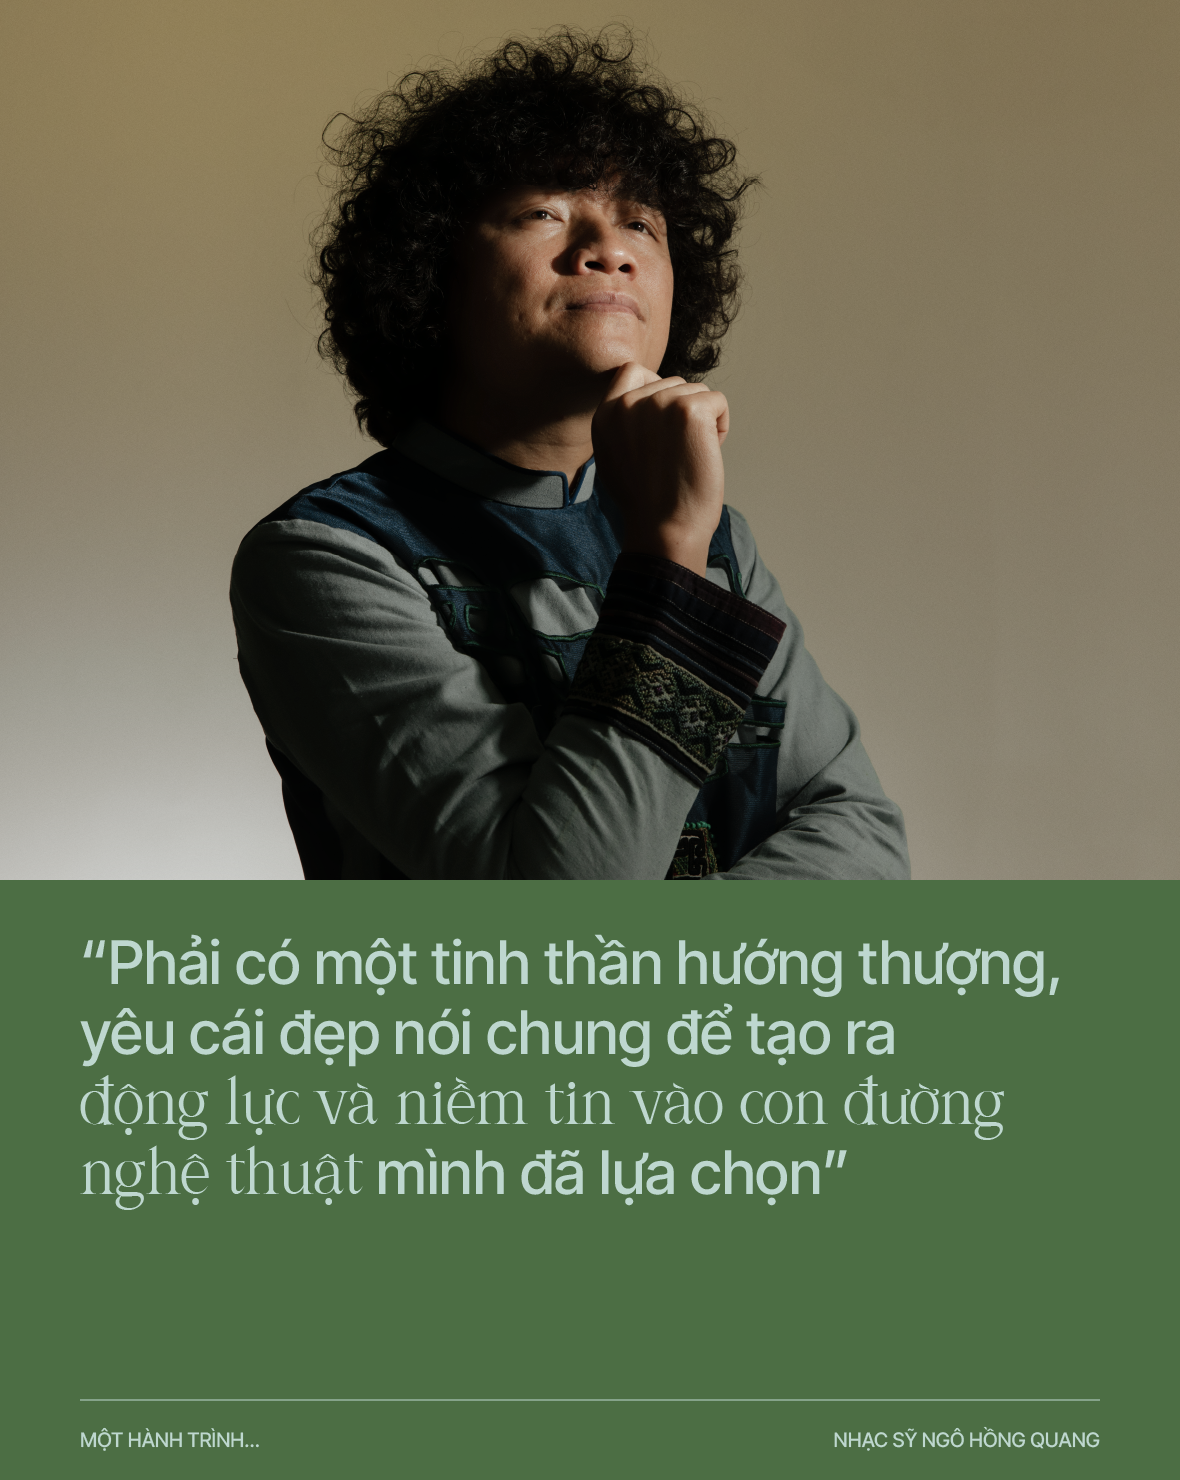 “Phải có một tinh thần hướng thượng,
yêu cái đẹp nói chung để tạo ra
động lực và niềm tin vào con đường
nghệ thuật mình đã lựa chọn”
MỘT HÀNH TRÌNH...
NHẠC SỸ NGÔ HỒNG QUANG